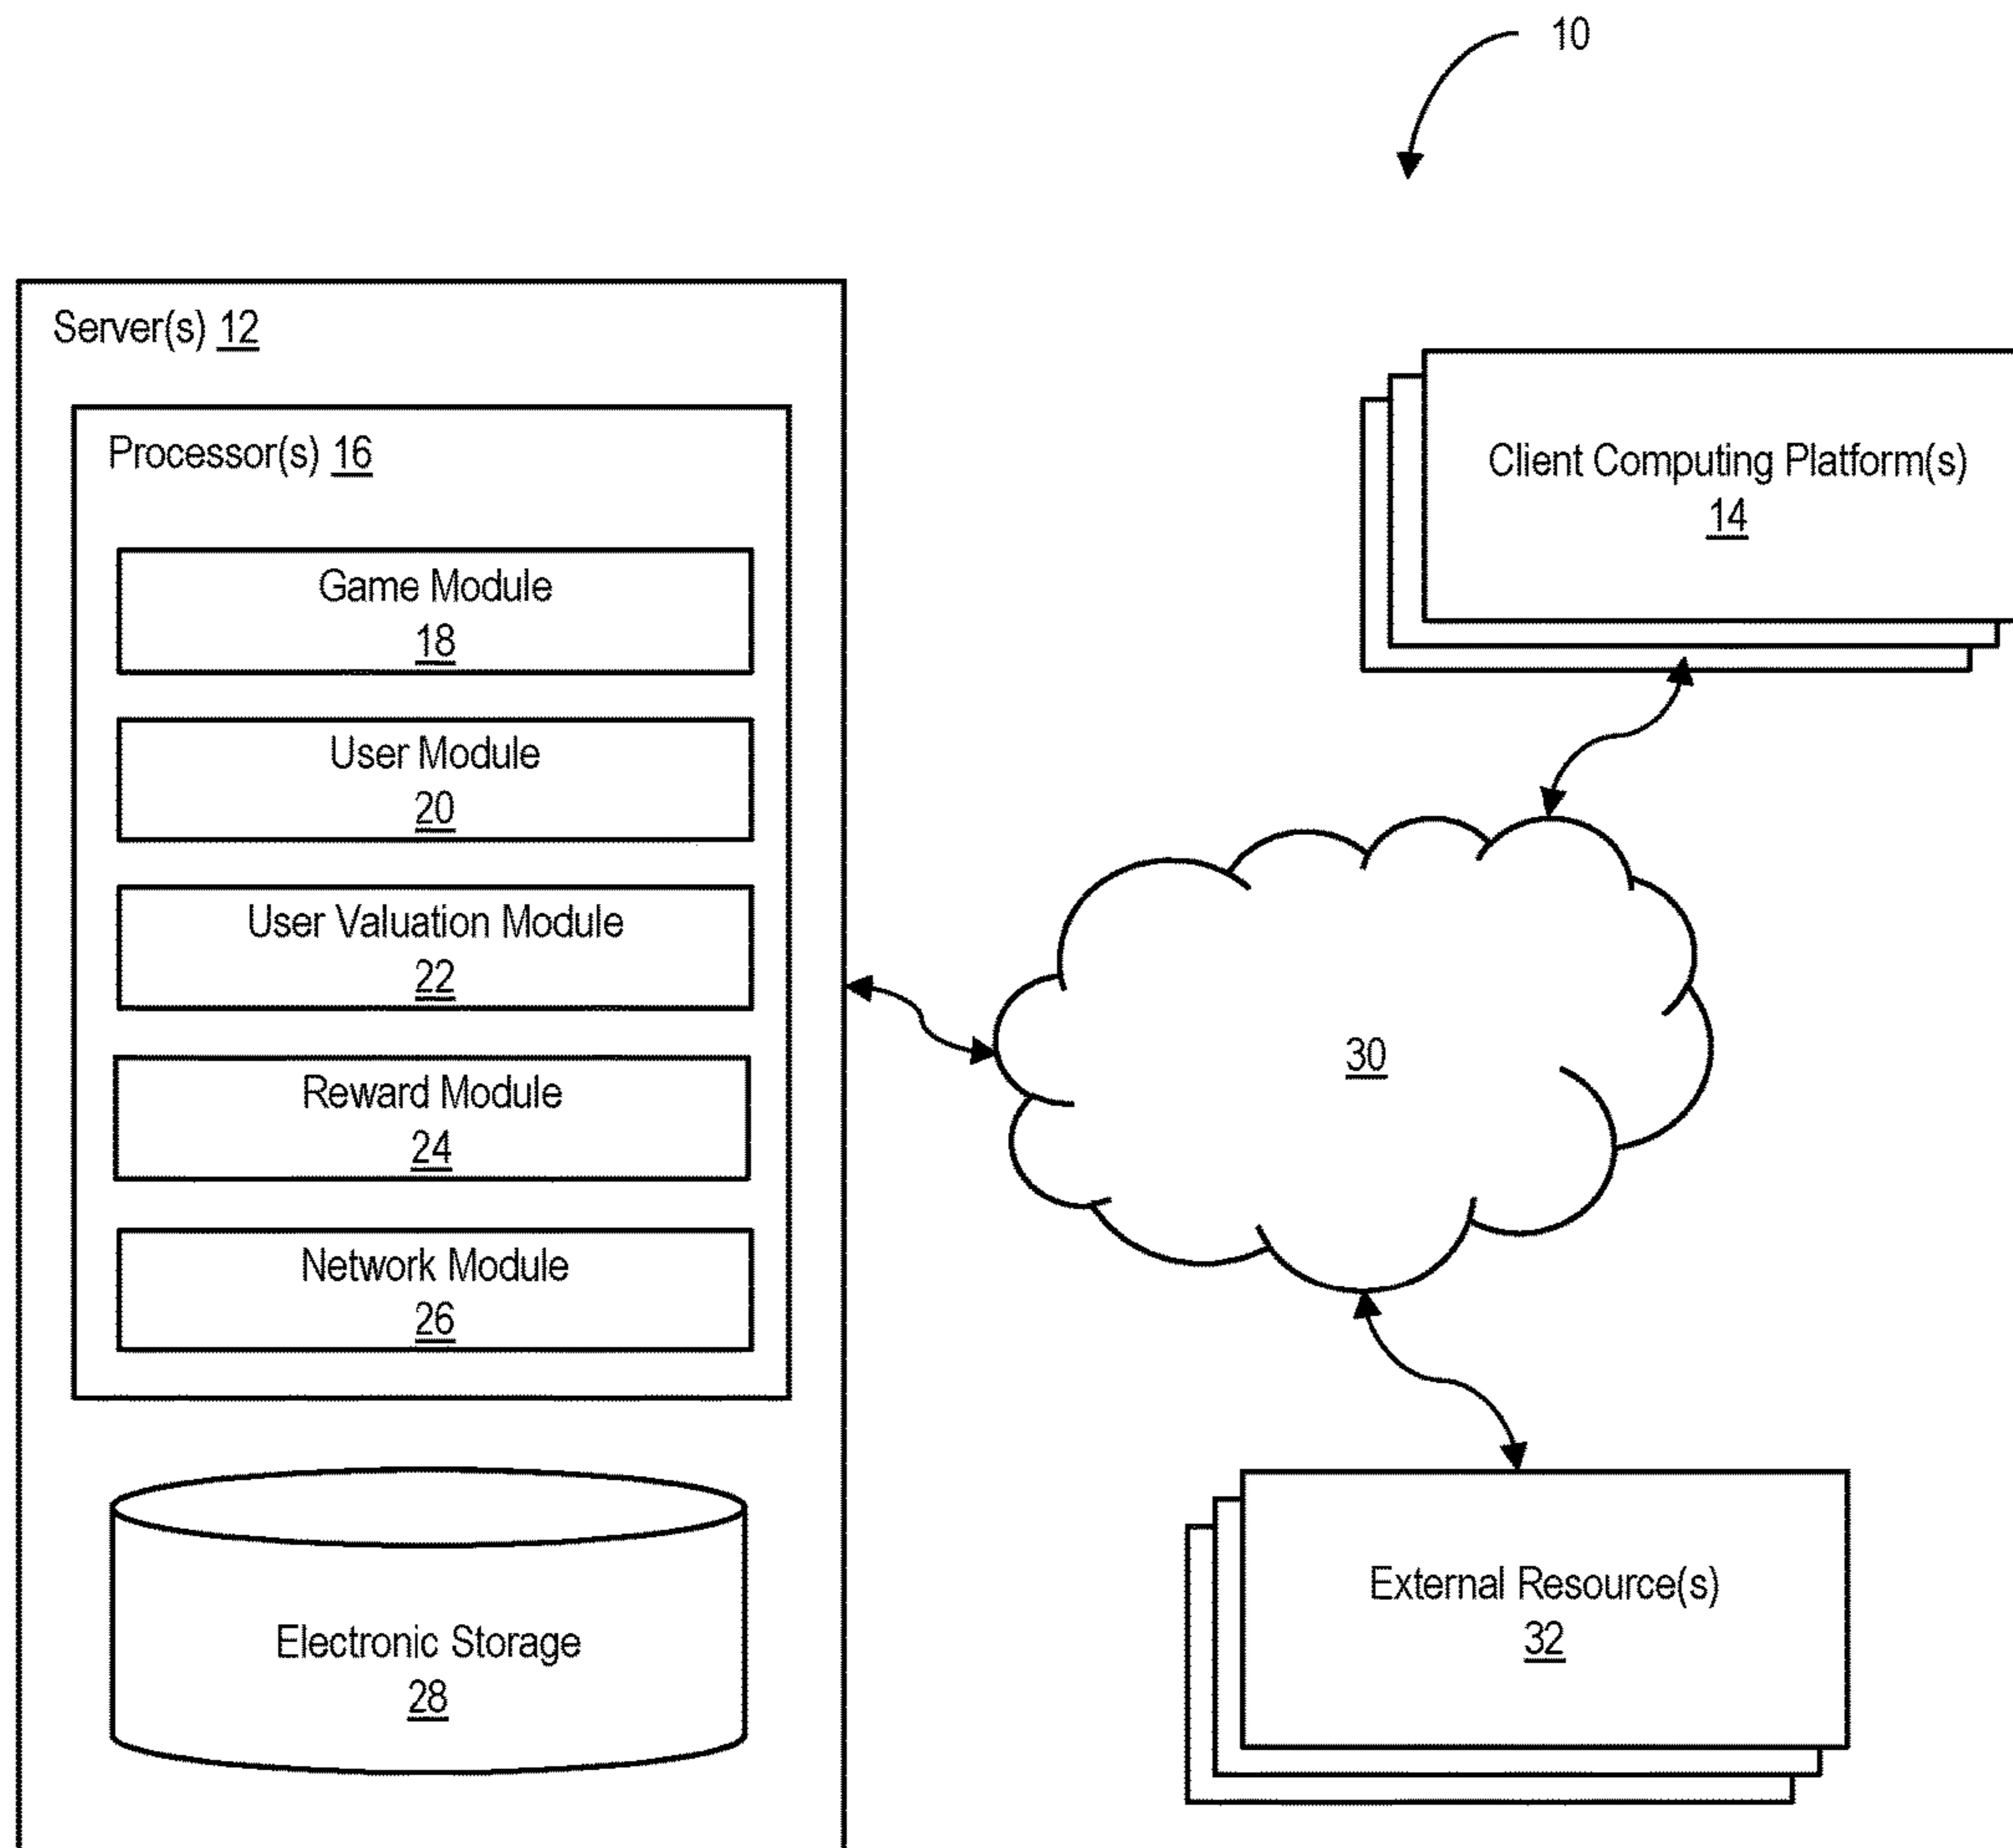 10
Server(s) 12
Processor(s) 16
Game Module
18
User Module
20
User Valuation Module
22
Reward Module
24
Network Module
26
Electronic Storage
28
Client Computing Platform(s)
14
30
External Resource(s)
32